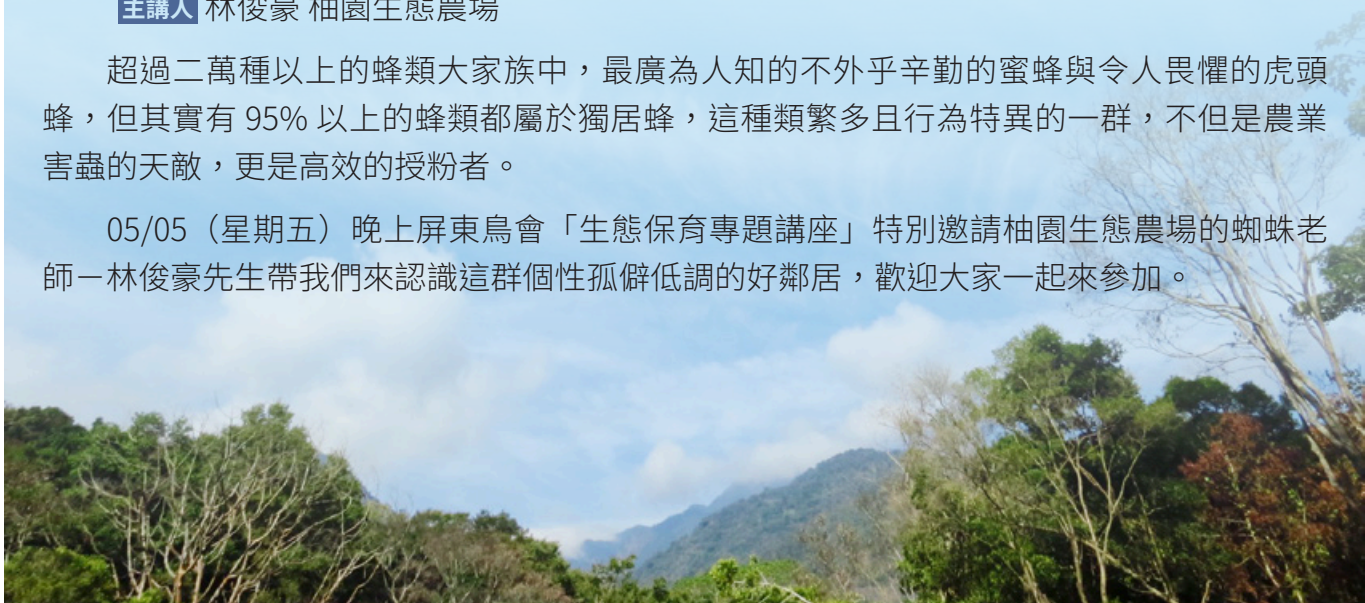 主講人 林俊豪 柚園生態農場
超過二萬種以上的蜂類大家族中，最廣為人知的不外乎辛勤的蜜蜂與令人畏懼的虎頭
蜂，但其實有 95% 以上的蜂類都屬於獨居蜂，這種類繁多且行為特異的一群，不但是農業
害蟲的天敵，更是高效的授粉者。
05/05（星期五）晚上屏東鳥會「生態保育專題講座」特別邀請柚園生態農場的蜘蛛老
師－林俊豪先生帶我們來認識這群個性孤僻低調的好鄰居，歡迎大家一起來參加。